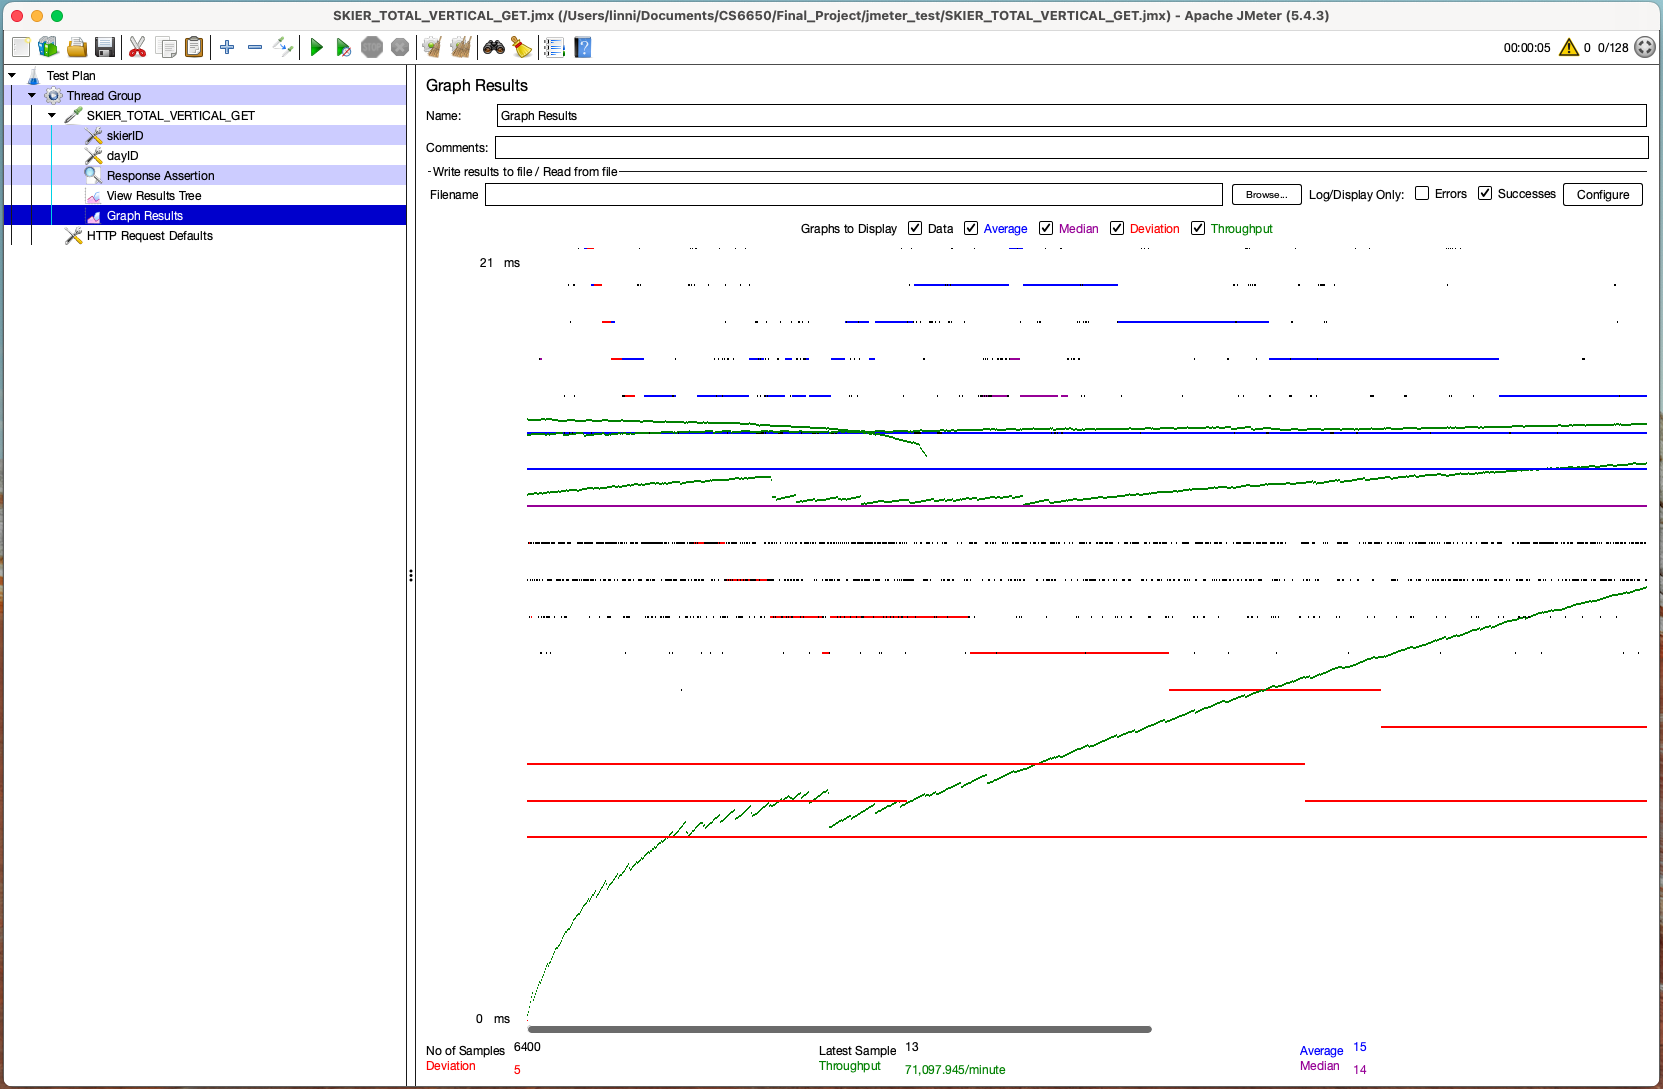 SKIER_TOTAL_VERTICAL_GET.jmx (/Users/linni/Documents/CS6650/Final_Project/jmeter_test/SKIER_TOTAL_VERTICAL_GET.jmx) - Apache JMeter (5.4.3)
STOP
00:00:05 0 0/128
Test Plan
Thread Group
SKIER_TOTAL_VERTICAL_GET
skierID
dayID
Response Assertion
View Results Tree
Graph Results
HTTP Request Defaults
Graph Results
Name: Graph Results
Comments:
Write results to file / Read from file
Filename Browse... Log/Display Only: Errors Successes Configure
Graphs to Display Data Average Median Deviation Throughput
21 ms
0 ms
No of Samples 6400 Latest Sample 13 Average 15
Deviation 5 Throughput 71,097.945/minute Median 14